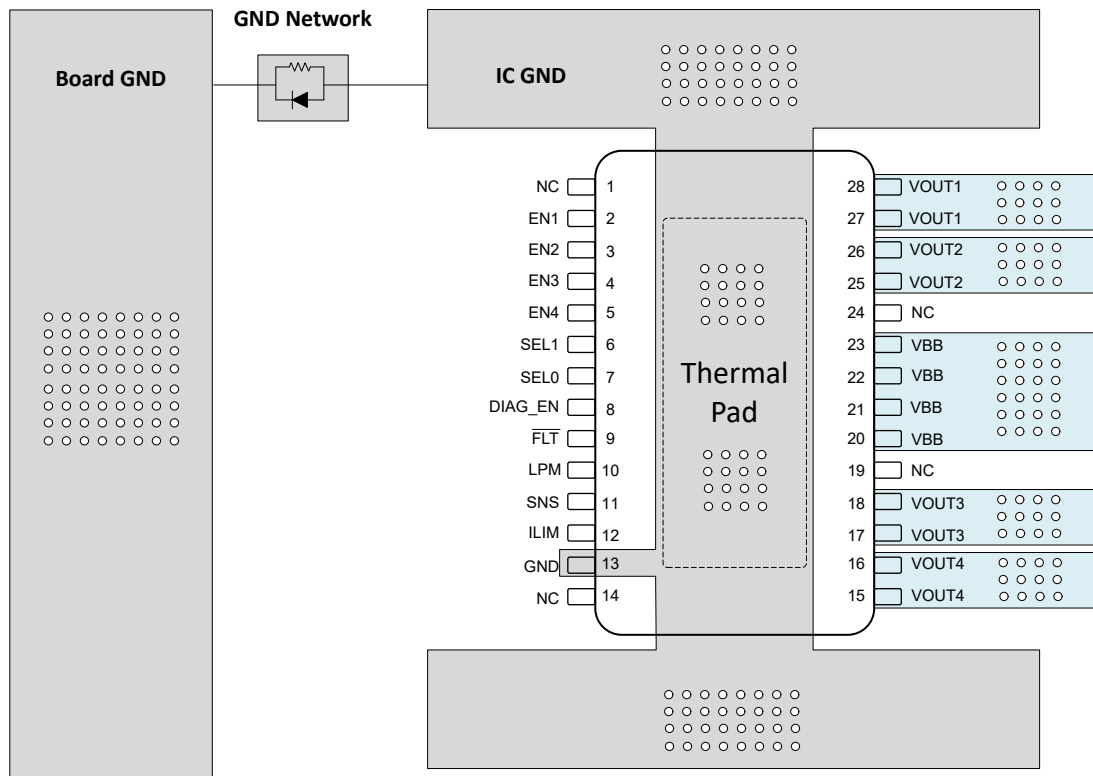 GND Network
Board GND
IC GND
NC 1
EN1 2
EN2 3
EN3 4
EN4 5
SEL1 6
SEL0 7
DIAG_EN 8
FLT 9
LPM 10
SNS 11
ILIM 12
GND 13
NC 14
Thermal
Pad
28 VOUT1
27 VOUT1
26 VOUT2
25 VOUT2
24 NC
23 VBB
22 VBB
21 VBB
20 VBB
19 NC
18 VOUT3
17 VOUT3
16 VOUT4
15 VOUT4